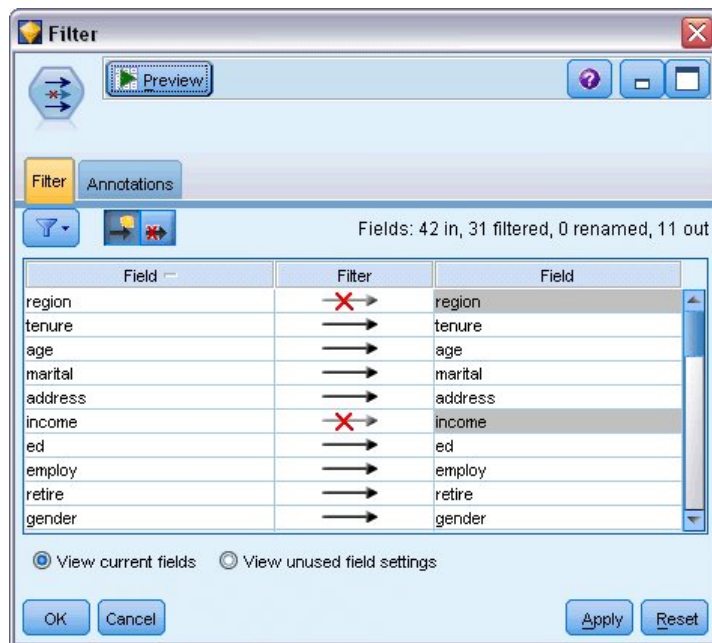 Filter
Preview
?
Filter Annotations
Fields: 42 in, 31 filtered, 0 renamed, 11 out
Field Filter Field
region region
tenure tenure
age age
marital marital
address address
income income
ed ed
employ employ
retire retire
gender gender
View current fields View unused field settings
OK Cancel Apply Reset